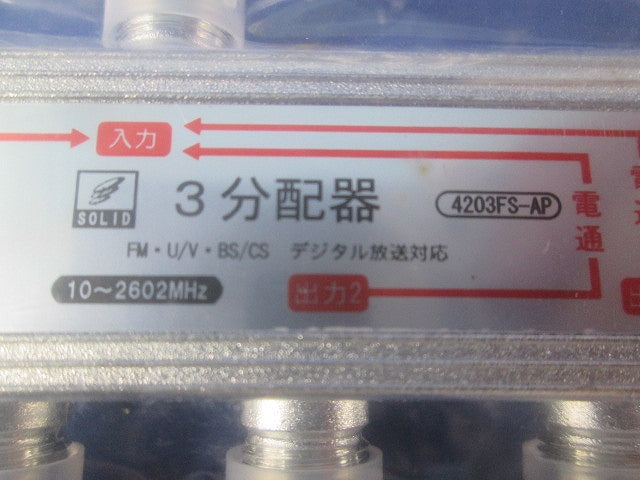 入力
SOLID
3分配器
4203FS-AP
電通
FM・U/V・BS/CS デジタル放送対応
10～2602MHz
出力2